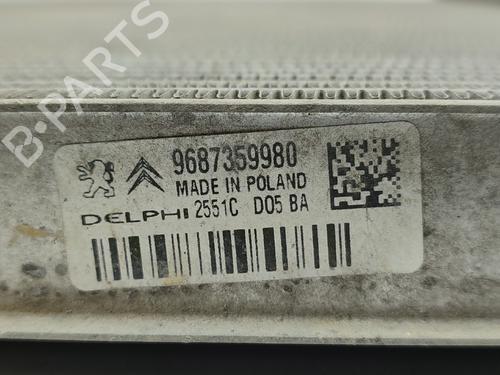 B-PARTS
9687359980
MADE IN POLAND
DELPHI 2551C D05 BA